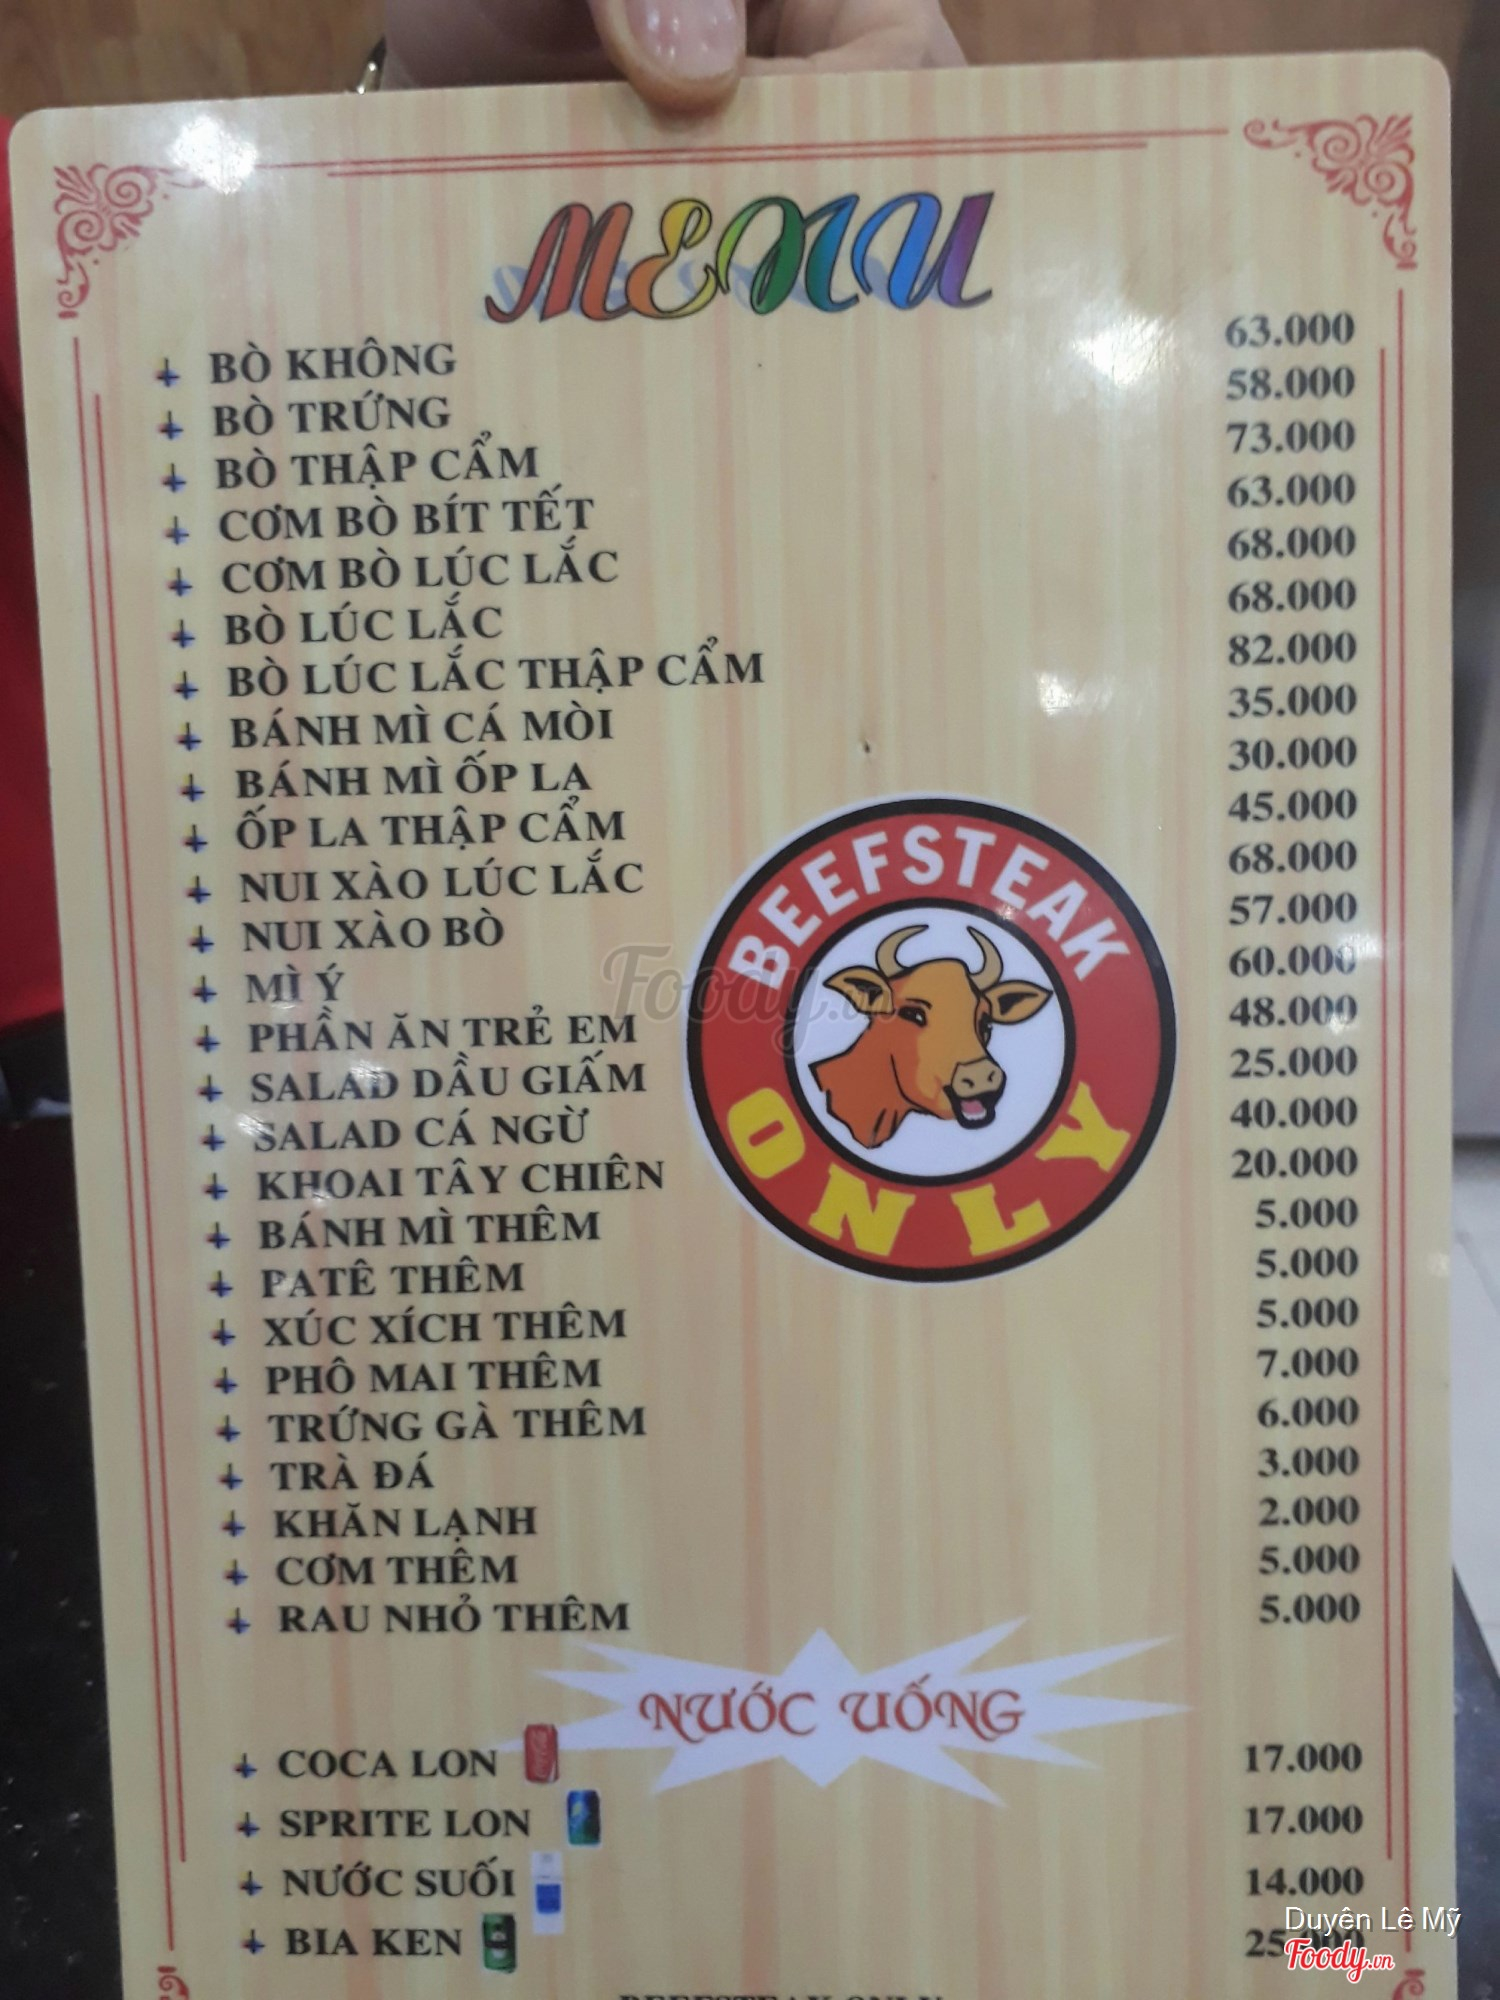 MENU
BÒ KHÔNG 63.000
BÒ TRỨNG 58.000
BÒ THẬP CẨM 73.000
CƠM BÒ BÍT TẾT 63.000
CƠM BÒ LÚC LẮC 68.000
BÒ LÚC LẮC 68.000
BÒ LÚC LẮC THẬP CẨM 82.000
BÁNH MÌ CÁ MÒI 35.000
BÁNH MÌ ỐP LA 30.000
ỐP LA THẬP CẨM 45.000
NUI XÀO LÚC LẮC 68.000
NUI XÀO BÒ 57.000
MÌ Ý 60.000
PHẦN ĂN TRẺ EM 48.000
SALAD DẦU GIẤM 25.000
SALAD CÁ NGỪ 40.000
KHOAI TÂY CHIÊN 20.000
BÁNH MÌ THÊM 5.000
PATÊ THÊM 5.000
XÚC XÍCH THÊM 5.000
PHÔ MAI THÊM 7.000
TRỨNG GÀ THÊM 6.000
TRÀ ĐÁ 3.000
KHĂN LẠNH 2.000
CƠM THÊM 5.000
RAU NHỎ THÊM 5.000
BEEFSTEAK
ONLY
Foody.vn
NƯỚC UỐNG
COCA LON 17.000
SPRITE LON 17.000
NƯỚC SUỐI 14.000
BIA KEN 25.000
Duyên Lê Mỹ
Foody.vn